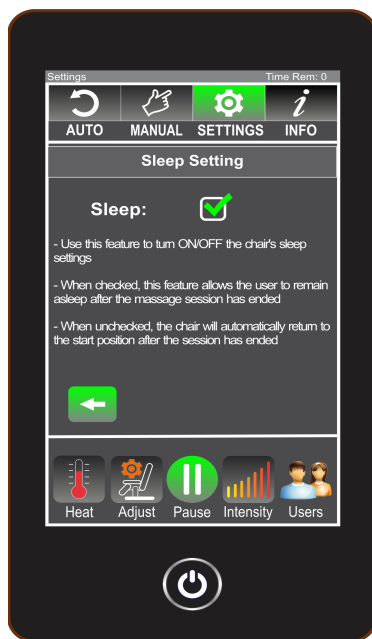 Settings Time Rem: 0
AUTO MANUAL SETTINGS INFO
Sleep Setting
Sleep:
- Use this feature to turn ON/OFF the chair's sleep
settings
- When checked, this feature allows the user to remain
asleep after the massage session has ended
- When unchecked, the chair will automatically return to
the start position after the session has ended
Heat Adjust Pause Intensity Users